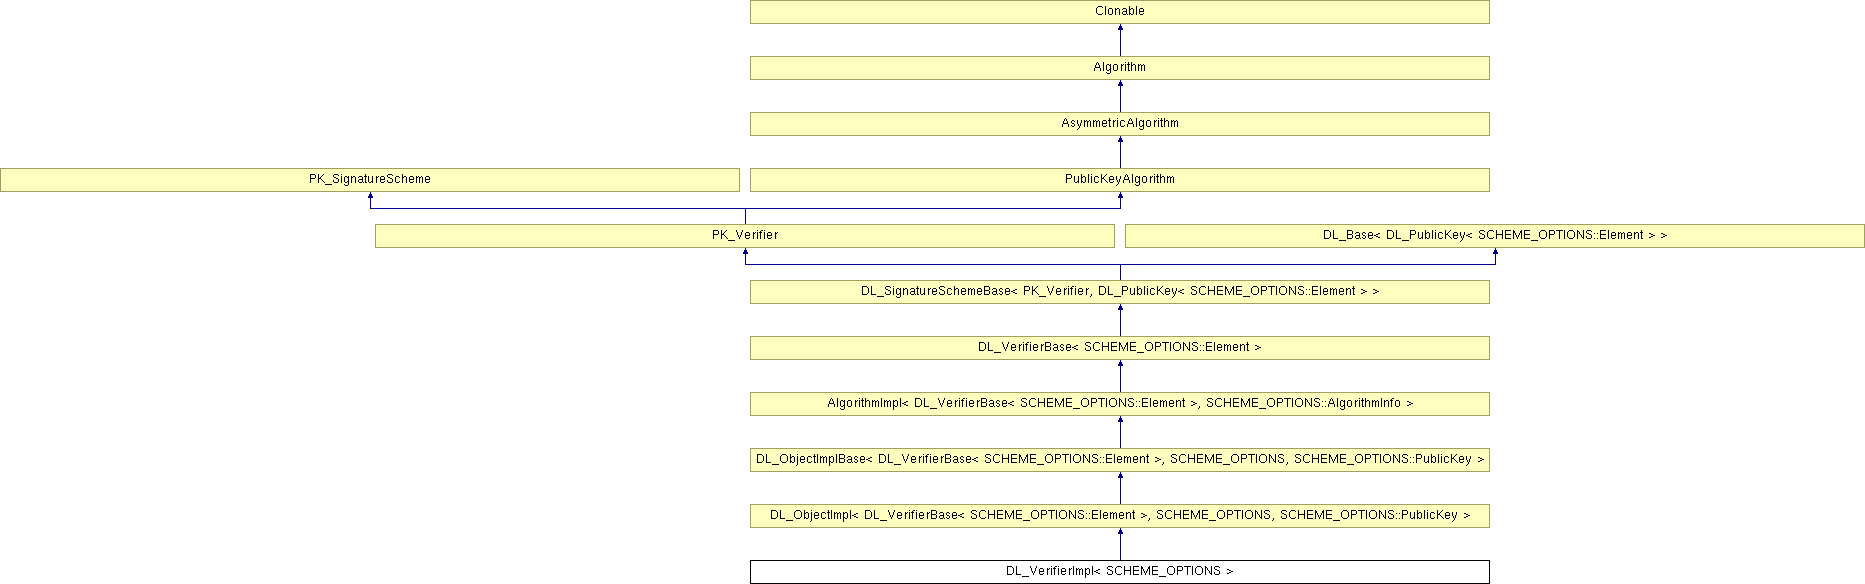 Clonable
Algorithm
AsymmetricAlgorithm
PK_SignatureScheme
PublicKeyAlgorithm
PK_Verifier
DL_Base< DL_PublicKey< SCHEME_OPTIONS::Element > >
DL_SignatureSchemeBase< PK_Verifier, DL_PublicKey< SCHEME_OPTIONS::Element > >
DL_VerifierBase< SCHEME_OPTIONS::Element >
AlgorithmImpl< DL_VerifierBase< SCHEME_OPTIONS::Element >, SCHEME_OPTIONS::AlgorithmInfo >
DL_ObjectImplBase< DL_VerifierBase< SCHEME_OPTIONS::Element >, SCHEME_OPTIONS, SCHEME_OPTIONS::PublicKey >
DL_ObjectImpl< DL_VerifierBase< SCHEME_OPTIONS::Element >, SCHEME_OPTIONS, SCHEME_OPTIONS::PublicKey >
DL_VerifierImpl< SCHEME_OPTIONS >